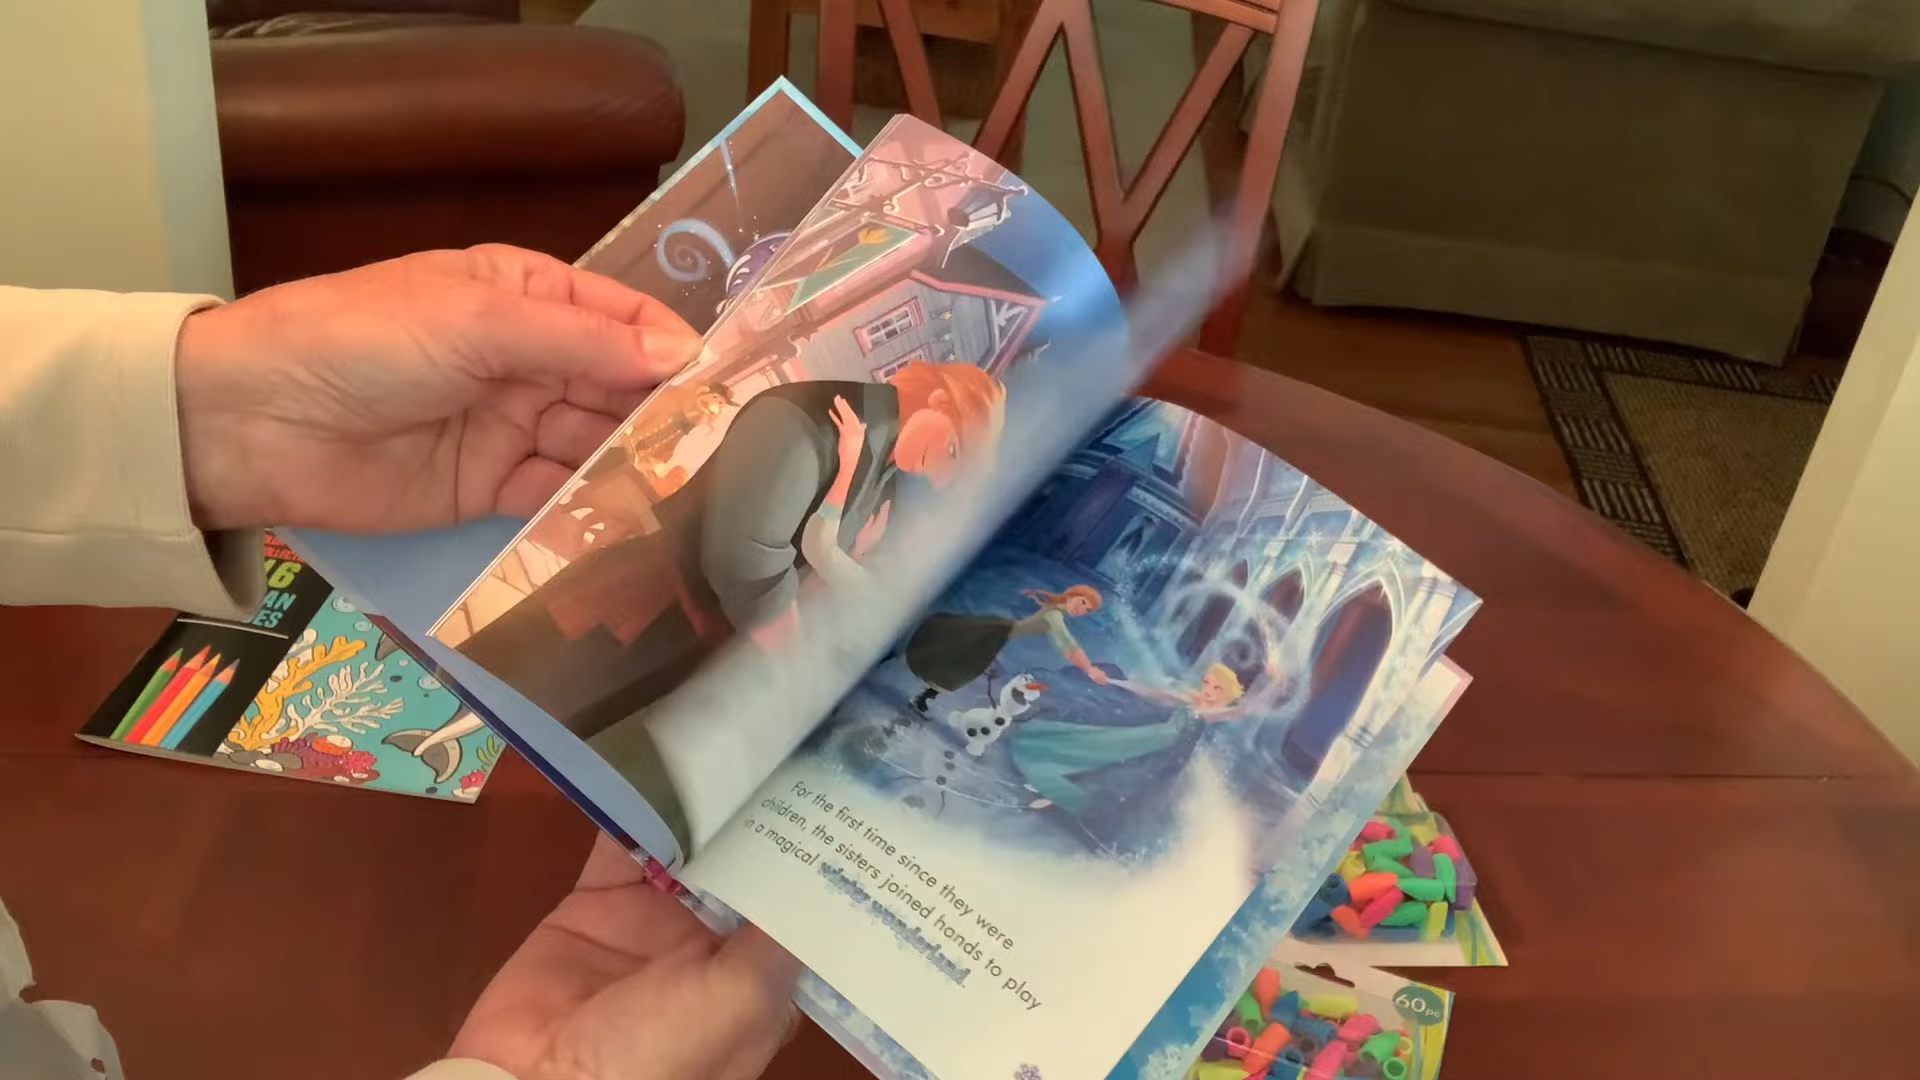 For the first time since they were
children, the sisters joined hands to play
in a magical winter wonderland.
16
60pc